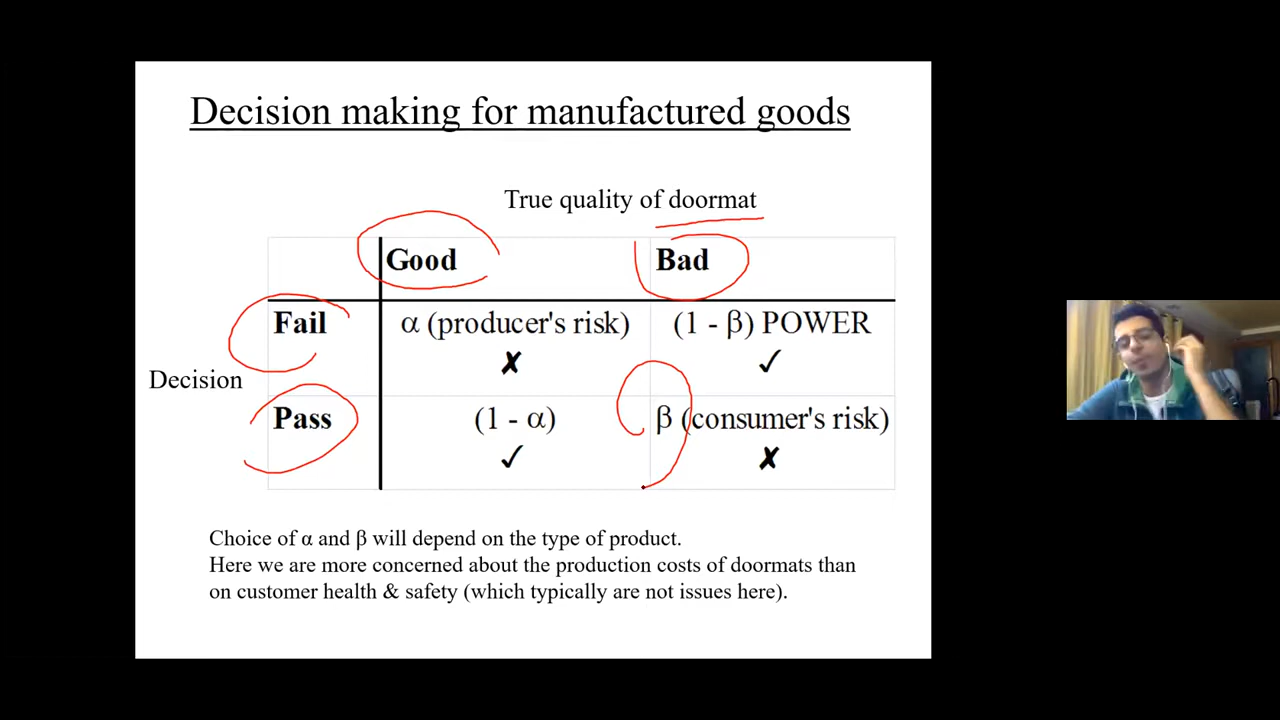 Decision making for manufactured goods
True quality of doormat
Good Bad
Fail α (producer's risk) (1 - β) POWER
✗ ✓
Decision
Pass (1 - α) β (consumer's risk)
✓ ✗
Choice of α and β will depend on the type of product.
Here we are more concerned about the production costs of doormats than
on customer health & safety (which typically are not issues here).